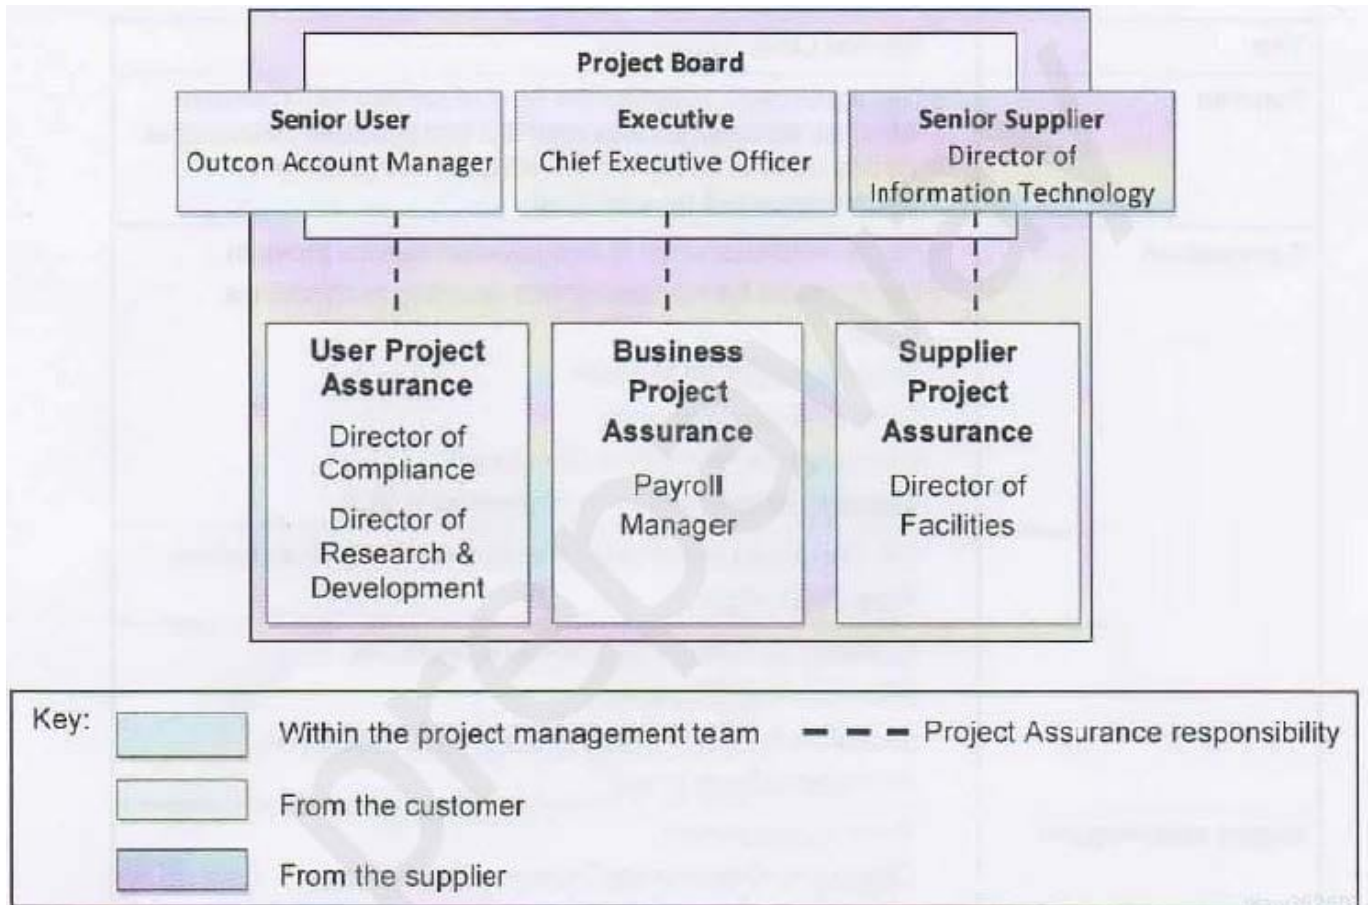 Project Board
Senior User
Outcon Account Manager
Executive
Chief Executive Officer
Senior Supplier
Director of
Information Technology
User Project
Assurance
Director of
Compliance
Director of
Research &
Development
Business
Project
Assurance
Payroll
Manager
Supplier
Project
Assurance
Director of
Facilities
Key:
Within the project management team
Project Assurance responsibility
From the customer
From the supplier
prepaway